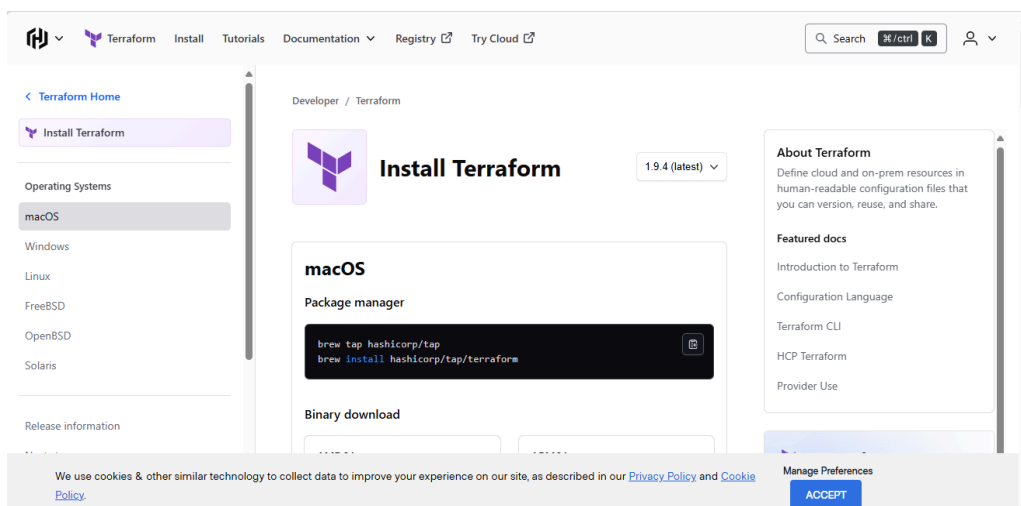 Terraform Install Tutorials Documentation Registry Try Cloud Search ⌘/ctrl K
Terraform Home
Install Terraform
Operating Systems
macOS
Windows
Linux
FreeBSD
OpenBSD
Solaris
Release information
Developer / Terraform
Install Terraform
1.9.4 (latest)
macOS
Package manager
brew tap hashicorp/tap
brew install hashicorp/tap/terraform
Binary download
About Terraform
Define cloud and on-prem resources in
human-readable configuration files that
you can version, reuse, and share.
Featured docs
Introduction to Terraform
Configuration Language
Terraform CLI
HCP Terraform
Provider Use
We use cookies & other similar technology to collect data to improve your experience on our site, as described in our Privacy Policy and Cookie
Policy.
Manage Preferences
ACCEPT